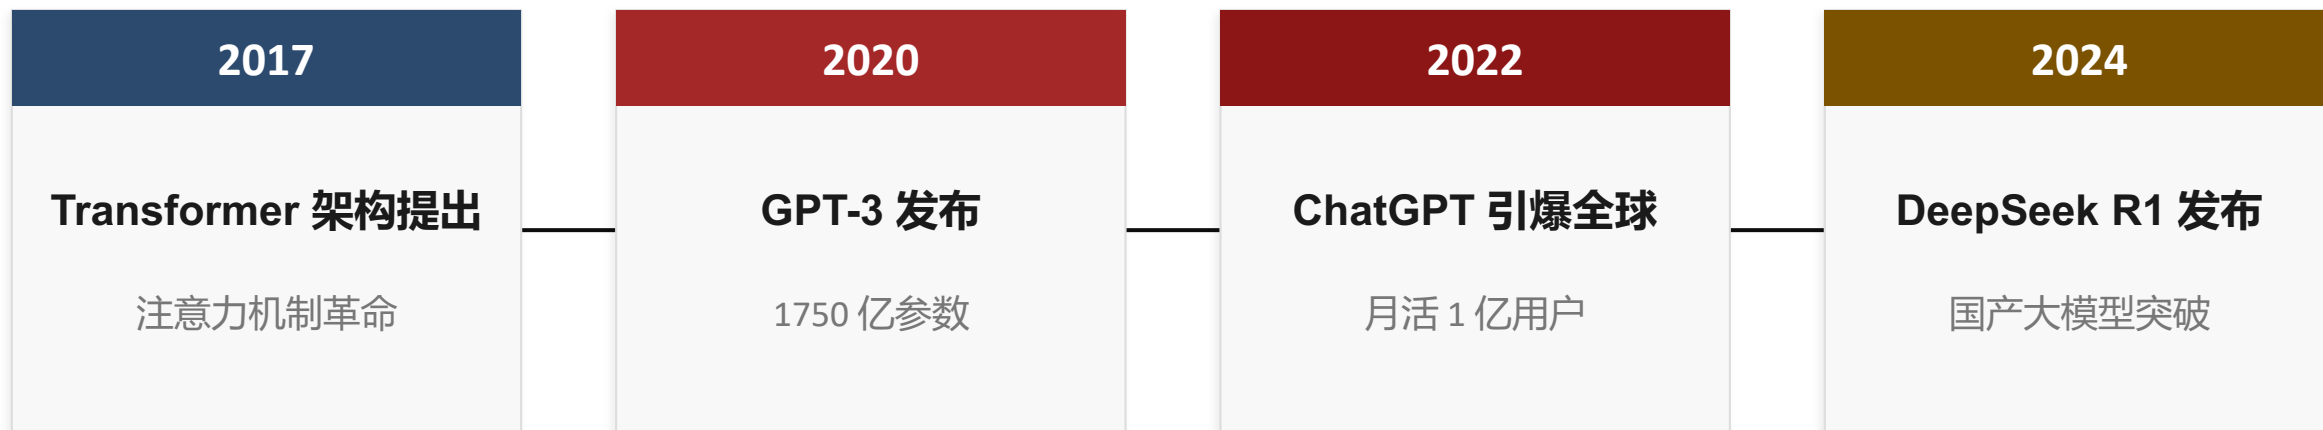 2017
Transformer 架构提出
注意力机制革命
2020
GPT-3 发布
1750 亿参数
2022
ChatGPT 引爆全球
月活 1 亿用户
2024
DeepSeek R1 发布
国产大模型突破